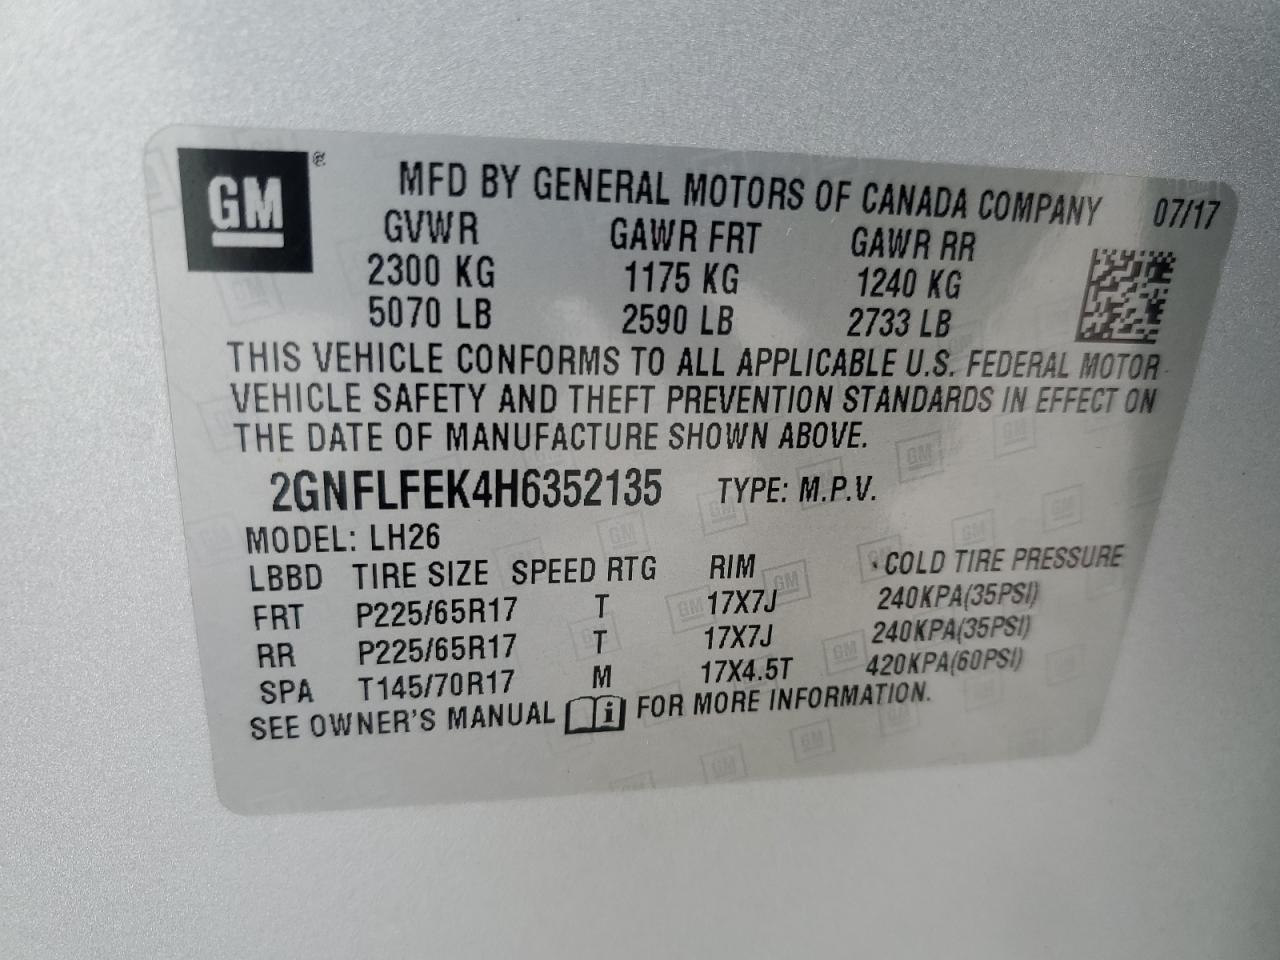 GM ®
MFD BY GENERAL MOTORS OF CANADA COMPANY 07/17
GVWR GAWR FRT GAWR RR
2300 KG 1175 KG 1240 KG
5070 LB 2590 LB 2733 LB
THIS VEHICLE CONFORMS TO ALL APPLICABLE U.S. FEDERAL MOTOR
VEHICLE SAFETY AND THEFT PREVENTION STANDARDS IN EFFECT ON
THE DATE OF MANUFACTURE SHOWN ABOVE.
2GNFLFEK4H6352135 TYPE: M.P.V.
MODEL: LH26
LBBD TIRE SIZE SPEED RTG RIM COLD TIRE PRESSURE
FRT P225/65R17 T 17X7J 240KPA(35PSI)
RR P225/65R17 T 17X7J 240KPA(35PSI)
SPA T145/70R17 M 17X4.5T 420KPA(60PSI)
SEE OWNER'S MANUAL i FOR MORE INFORMATION.